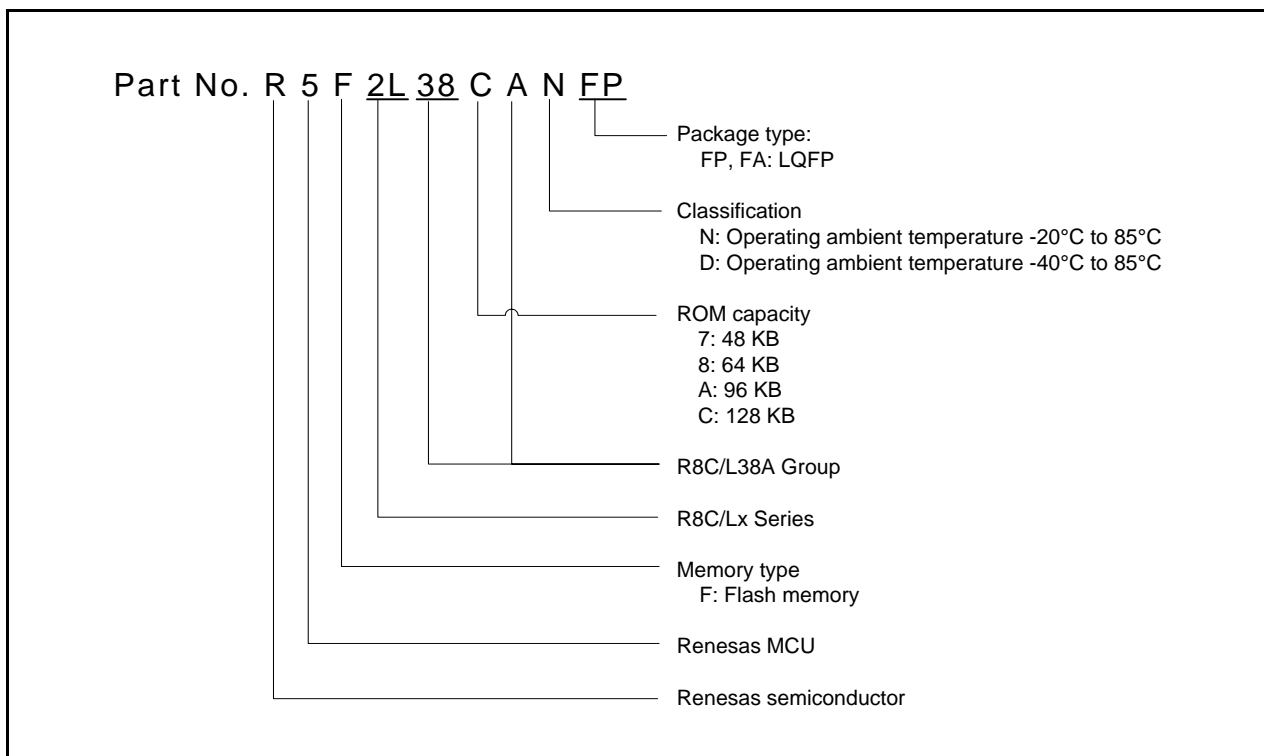 Part No. R 5 F 2L 38 C A N FP
Package type:
FP, FA: LQFP
Classification
N: Operating ambient temperature -20°C to 85°C
D: Operating ambient temperature -40°C to 85°C
ROM capacity
7: 48 KB
8: 64 KB
A: 96 KB
C: 128 KB
R8C/L38A Group
R8C/Lx Series
Memory type
F: Flash memory
Renesas MCU
Renesas semiconductor